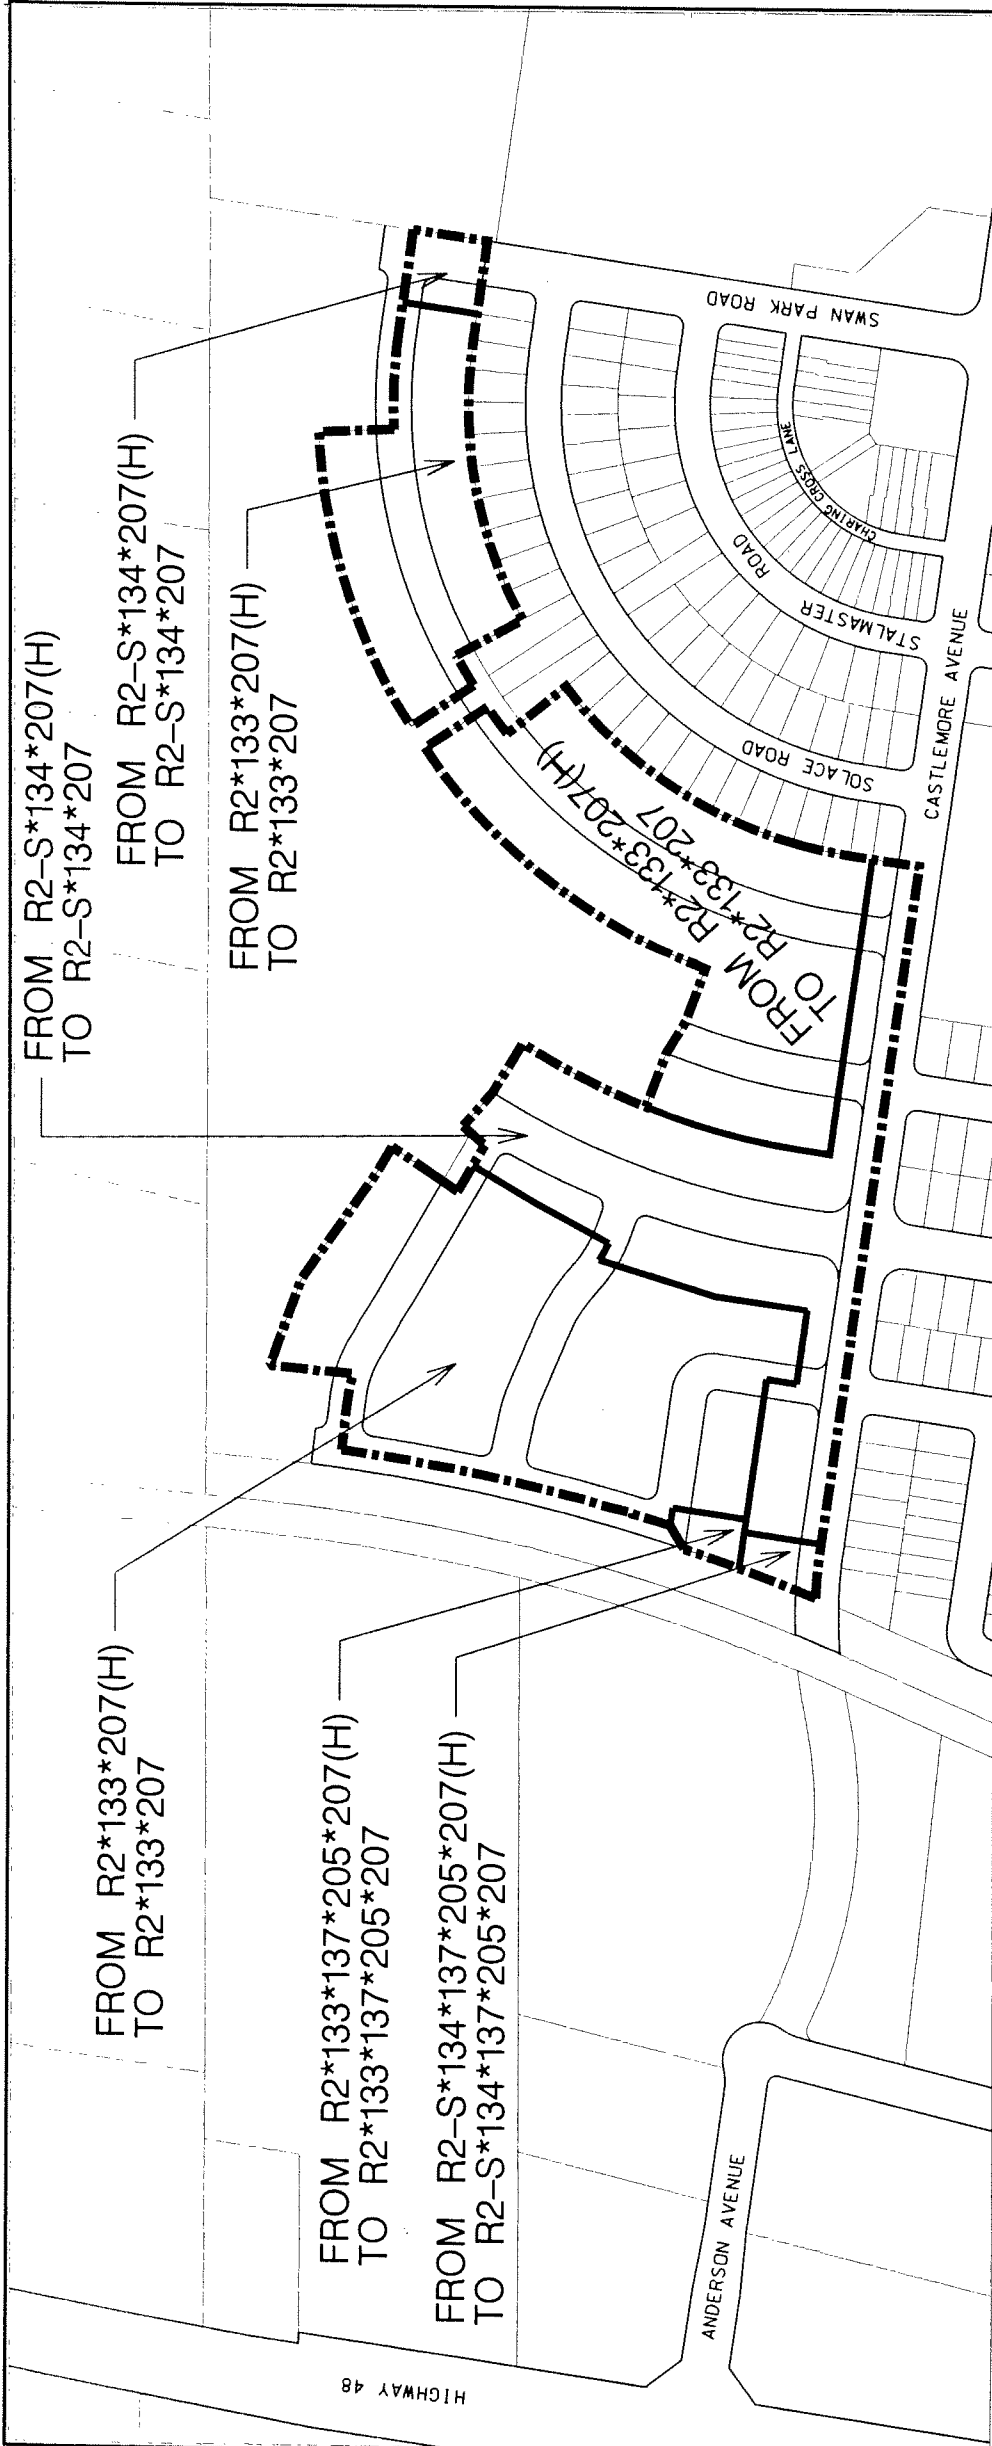 FROM R2-S*134*207(H)
TO R2-S*134*207
FROM R2-S*134*207(H)
TO R2-S*134*207
FROM R2*133*207(H)
TO R2*133*207
FROM R2*133*207(H)
TO R2*133*207
FROM R2*133*207(H)
TO R2*133*207
FROM R2*133*137*205*207(H)
TO R2*133*137*205*207
FROM R2-S*134*137*205*207(H)
TO R2-S*134*137*205*207
HIGHWAY 48
ANDERSON AVENUE
CASTLEMORE AVENUE
SOLACE ROAD
STALMASTER ROAD
CHARING CROSS LANE
SWAN PARK ROAD